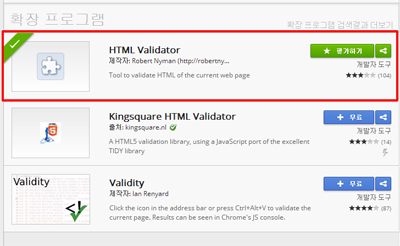 확장 프로그램
확장 프로그램 검색결과 더보기
HTML Validator
제작자: Robert Nyman (http://robertny...
Tool to validate HTML of the current web page
★ 평가하기
개발자 도구
★★★☆☆ (104)
Kingsquare HTML Validator
출처: kingsquare.nl
A HTML5 validation library, using a JavaScript port of the excellent
TIDY library
+ 무료
개발자 도구
★★★☆☆ (14)
Validity
제작자: Ian Renyard
Click the icon in the address bar or press Ctrl+Alt+V to validate the
current page. Results can be seen in Chrome's JS console.
+ 무료
개발자 도구
★★★★☆ (87)
Validity
<!